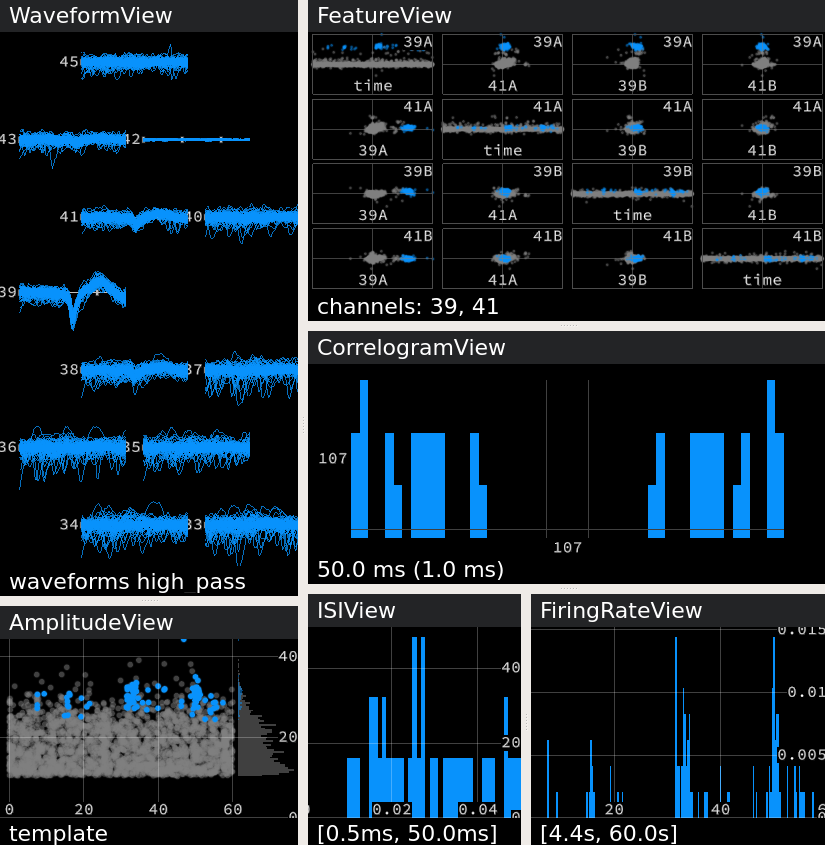 WaveformView
45
43 42
41 40
39
38 37
36 35
34 33
waveforms high_pass
FeatureView
39A 39A 39A 39A
time 41A 39B 41B
41A 41A 41A 41A
39A time 39B 41B
39B 39B 39B 39B
39A 41A time 41B
41B 41B 41B 41B
39A 41A 39B time
channels: 39, 41
CorrelogramView
107
107
50.0 ms (1.0 ms)
AmplitudeView
40
20
0 20 40 60
template
ISIView
40
20
0.02 0.04
[0.5ms, 50.0ms]
FiringRateView
0.015
0.01
0.005
20 40
[4.4s, 60.0s]